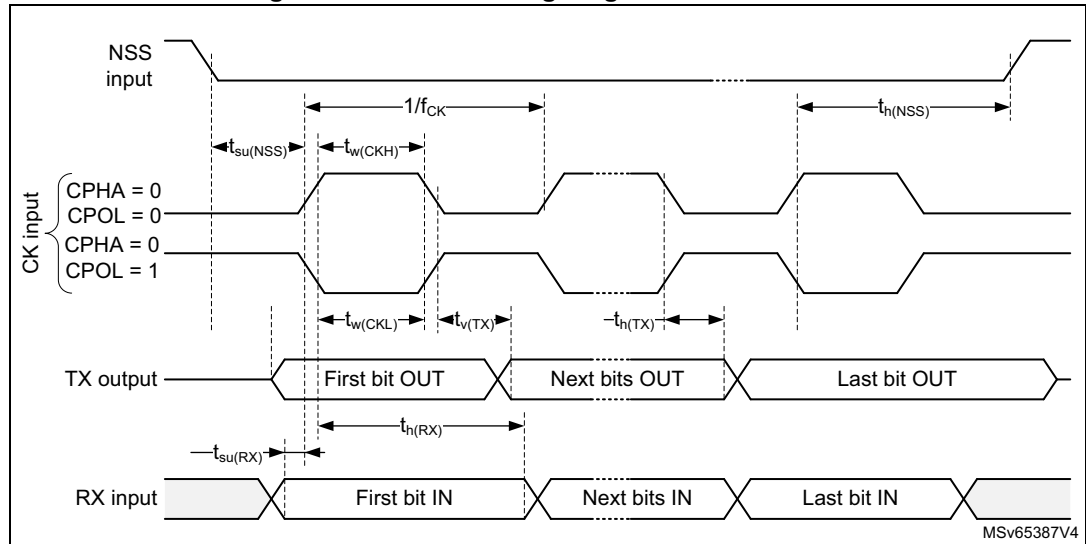 NSS
input
1/fCK
th(NSS)
tsu(NSS)
tw(CKH)
CK input
CPHA = 0
CPOL = 0
CPHA = 0
CPOL = 1
tw(CKL)
tv(TX)
th(TX)
TX output
First bit OUT
Next bits OUT
Last bit OUT
th(RX)
tsu(RX)
RX input
First bit IN
Next bits IN
Last bit IN
MSv65387V4